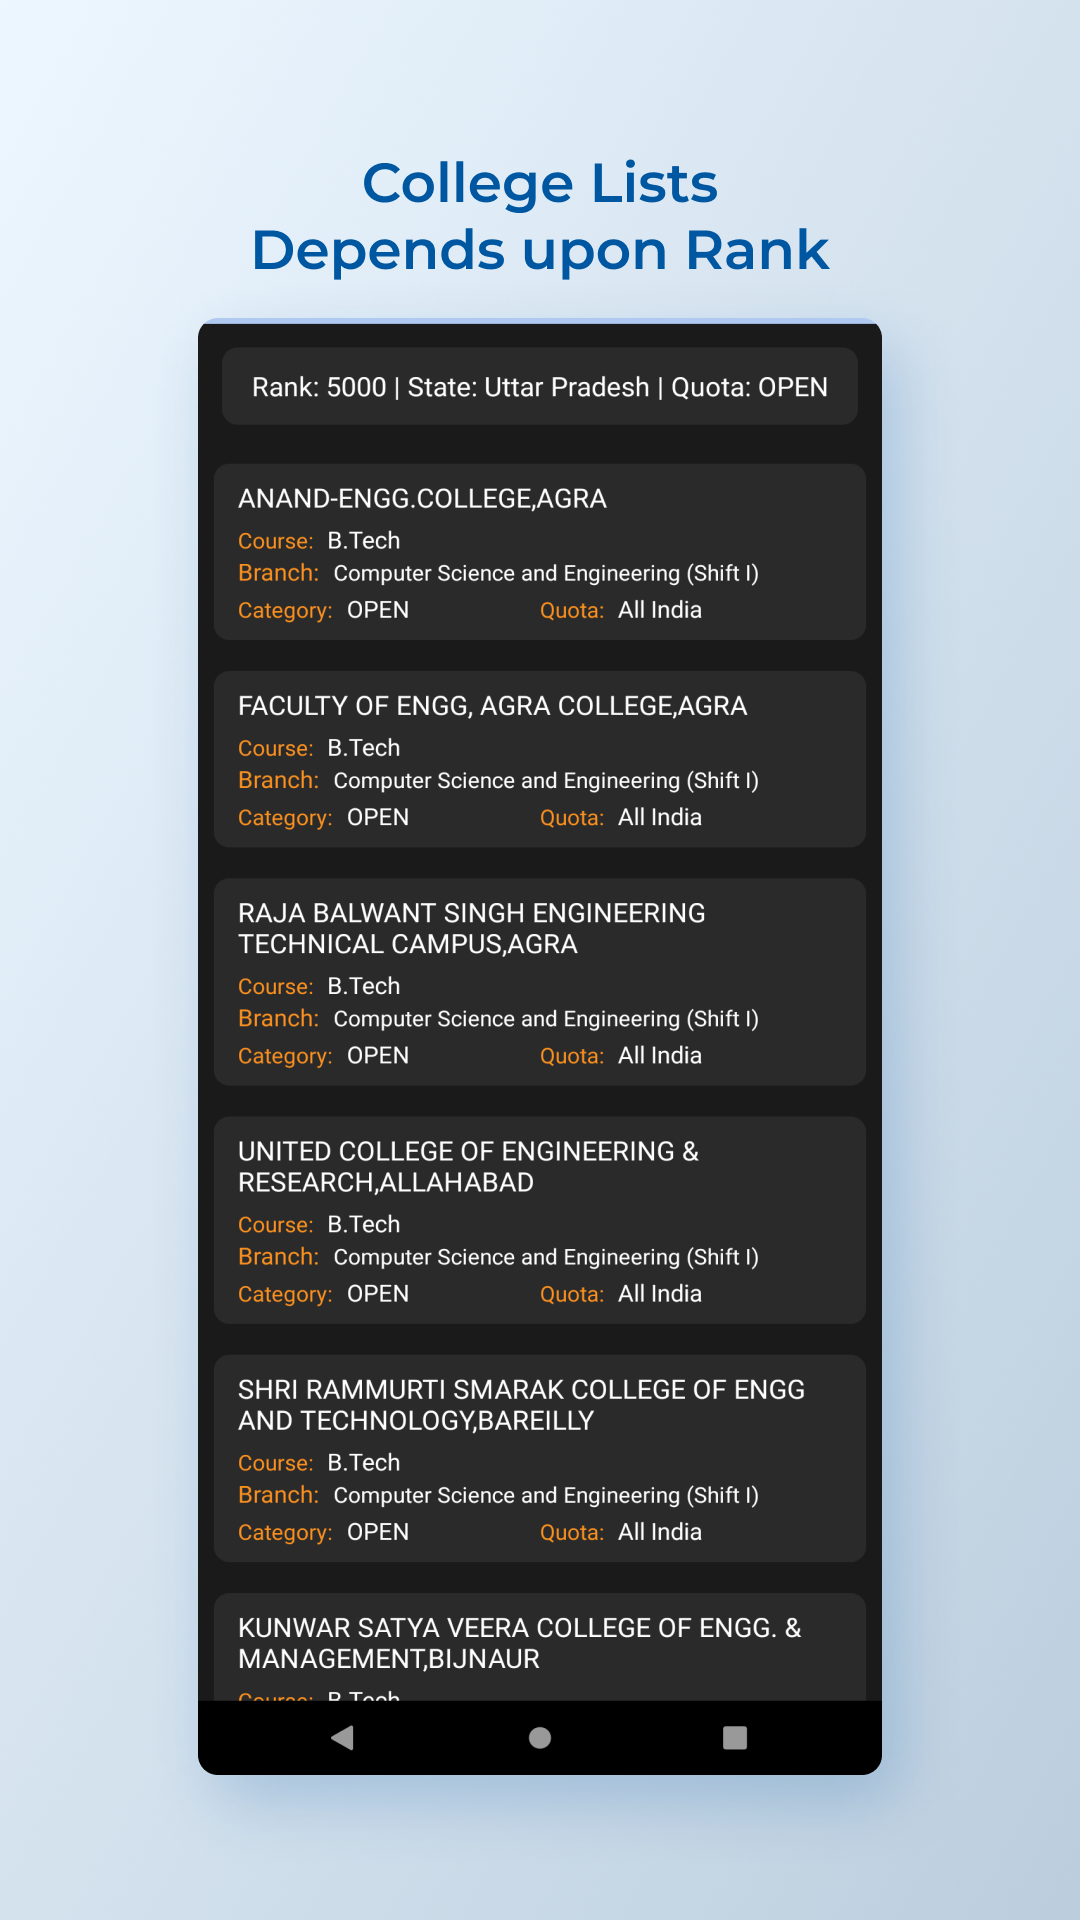 College Lists
Depends upon Rank
Rank: 5000 | State: Uttar Pradesh | Quota: OPEN
ANAND-ENGG.COLLEGE,AGRA
Course: B.Tech
Branch: Computer Science and Engineering (Shift I)
Category: OPEN Quota: All India
FACULTY OF ENGG, AGRA COLLEGE,AGRA
Course: B.Tech
Branch: Computer Science and Engineering (Shift I)
Category: OPEN Quota: All India
RAJA BALWANT SINGH ENGINEERING
TECHNICAL CAMPUS,AGRA
Course: B.Tech
Branch: Computer Science and Engineering (Shift I)
Category: OPEN Quota: All India
UNITED COLLEGE OF ENGINEERING &
RESEARCH,ALLAHABAD
Course: B.Tech
Branch: Computer Science and Engineering (Shift I)
Category: OPEN Quota: All India
SHRI RAMMURTI SMARAK COLLEGE OF ENGG
AND TECHNOLOGY,BAREILLY
Course: B.Tech
Branch: Computer Science and Engineering (Shift I)
Category: OPEN Quota: All India
KUNWAR SATYA VEERA COLLEGE OF ENGG. &
MANAGEMENT,BIJNAUR
Course: B.Tech